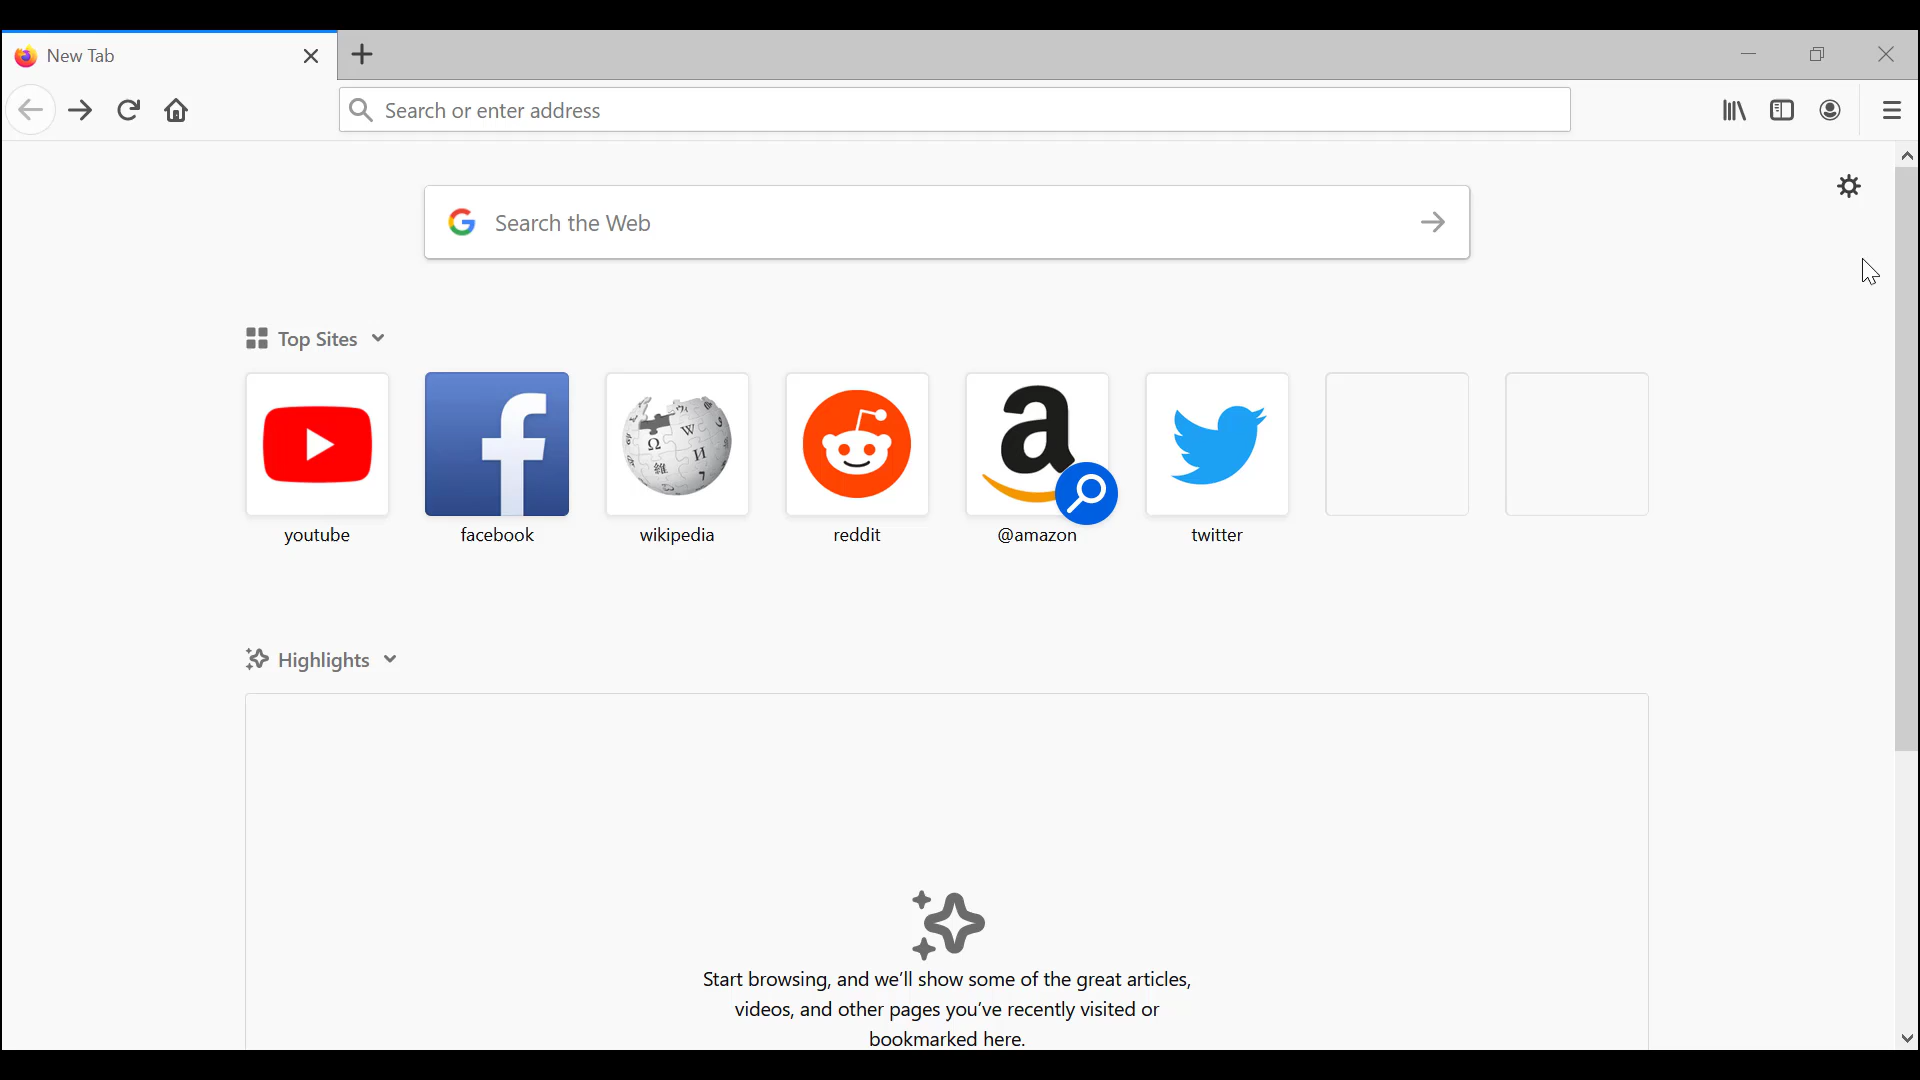 New Tab
Search or enter address
Search the Web
Top Sites
youtube
facebook
wikipedia
reddit
@amazon
twitter
Highlights
Start browsing, and we'll show some of the great articles,
videos, and other pages you've recently visited or
bookmarked here.